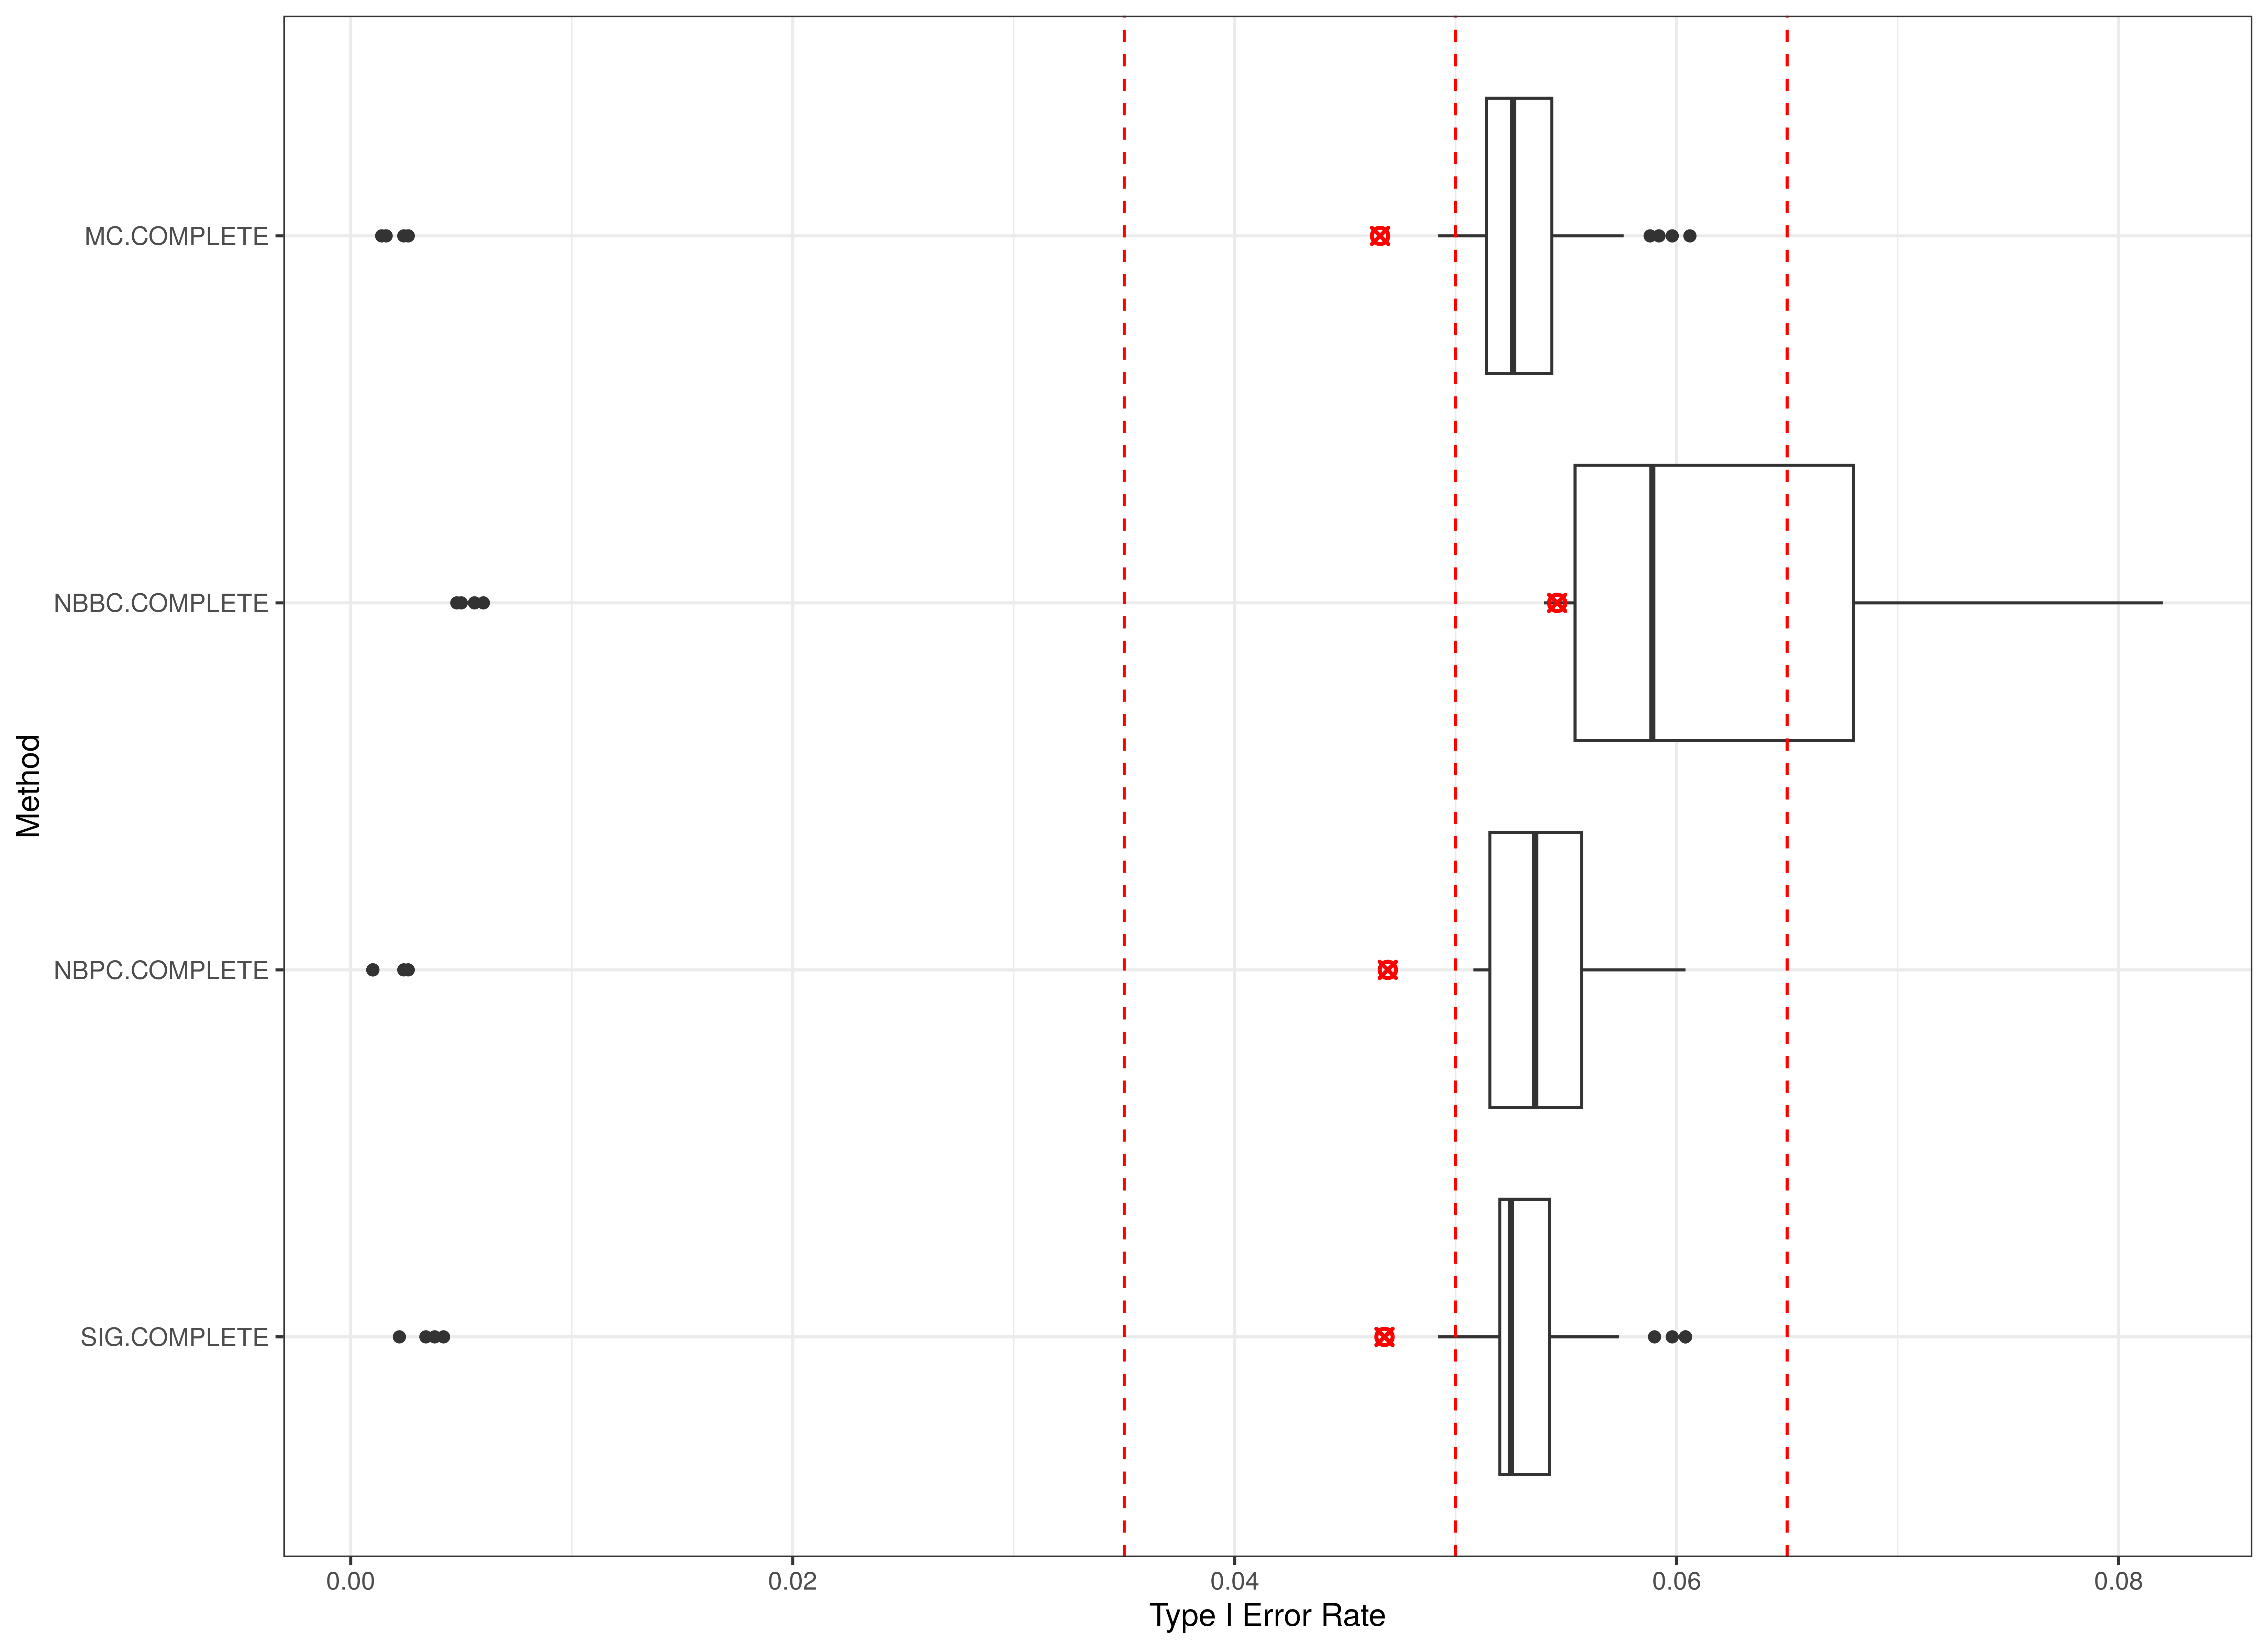 MC.COMPLETE
NBBC.COMPLETE
NBPC.COMPLETE
SIG.COMPLETE
Method
0.00
0.02
0.04
0.06
0.08
Type I Error Rate